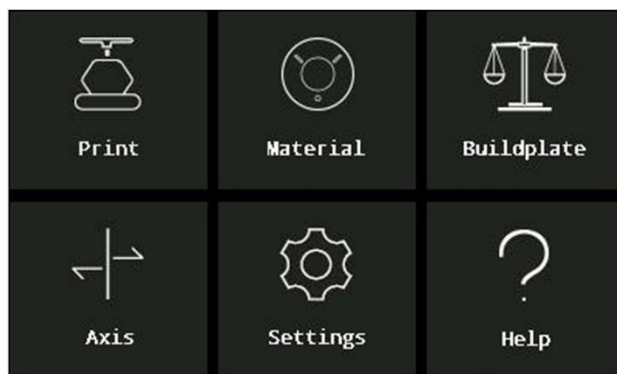 Print
Material
Buildplate
Axis
Settings
Help